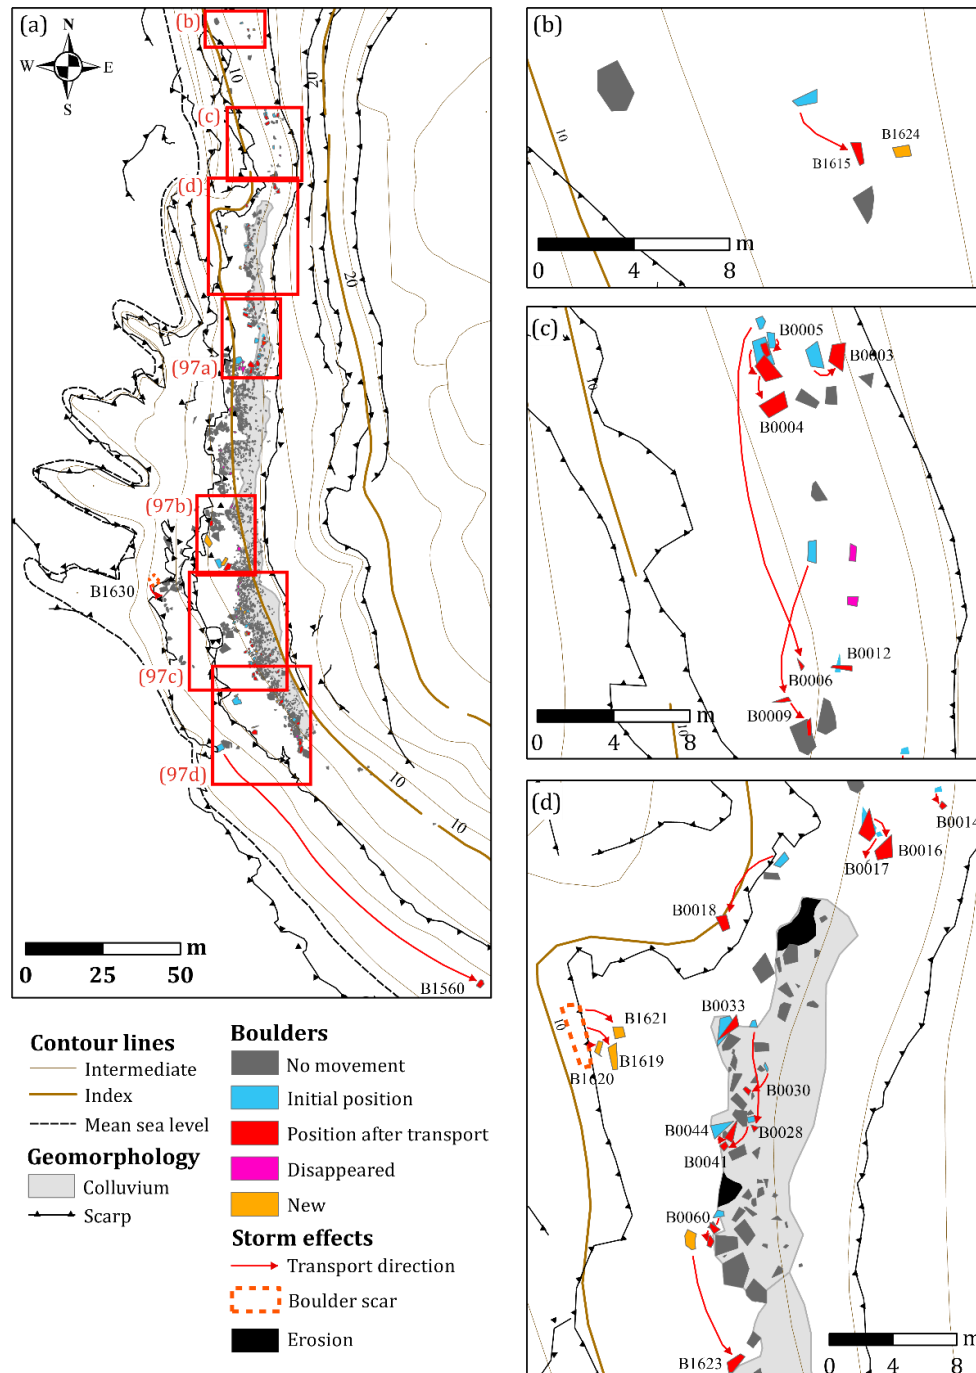 (a)
N
W E
S
(b)
10
20
(c)
(d)
20
(97a)
(97b)
B1630
(97c)
(97d)
10
10
m
0 25 50
B1560
(b)
10
B1624
B1615
m
0 4 8
(c)
10
B0005
B0003
B0004
B0012
B0006
B0009
m
0 4 8
10
(d)
B0014
B0016
B0017
B0018
10
B0033
B1621
B1619
B1620
B0030
B0044
B0028
B0041
B0060
B1623
m
0 4 8
Contour lines
Intermediate
Index
Mean sea level
Geomorphology
Colluvium
Scarp
Boulders
No movement
Initial position
Position after transport
Disappeared
New
Storm effects
Transport direction
Boulder scar
Erosion